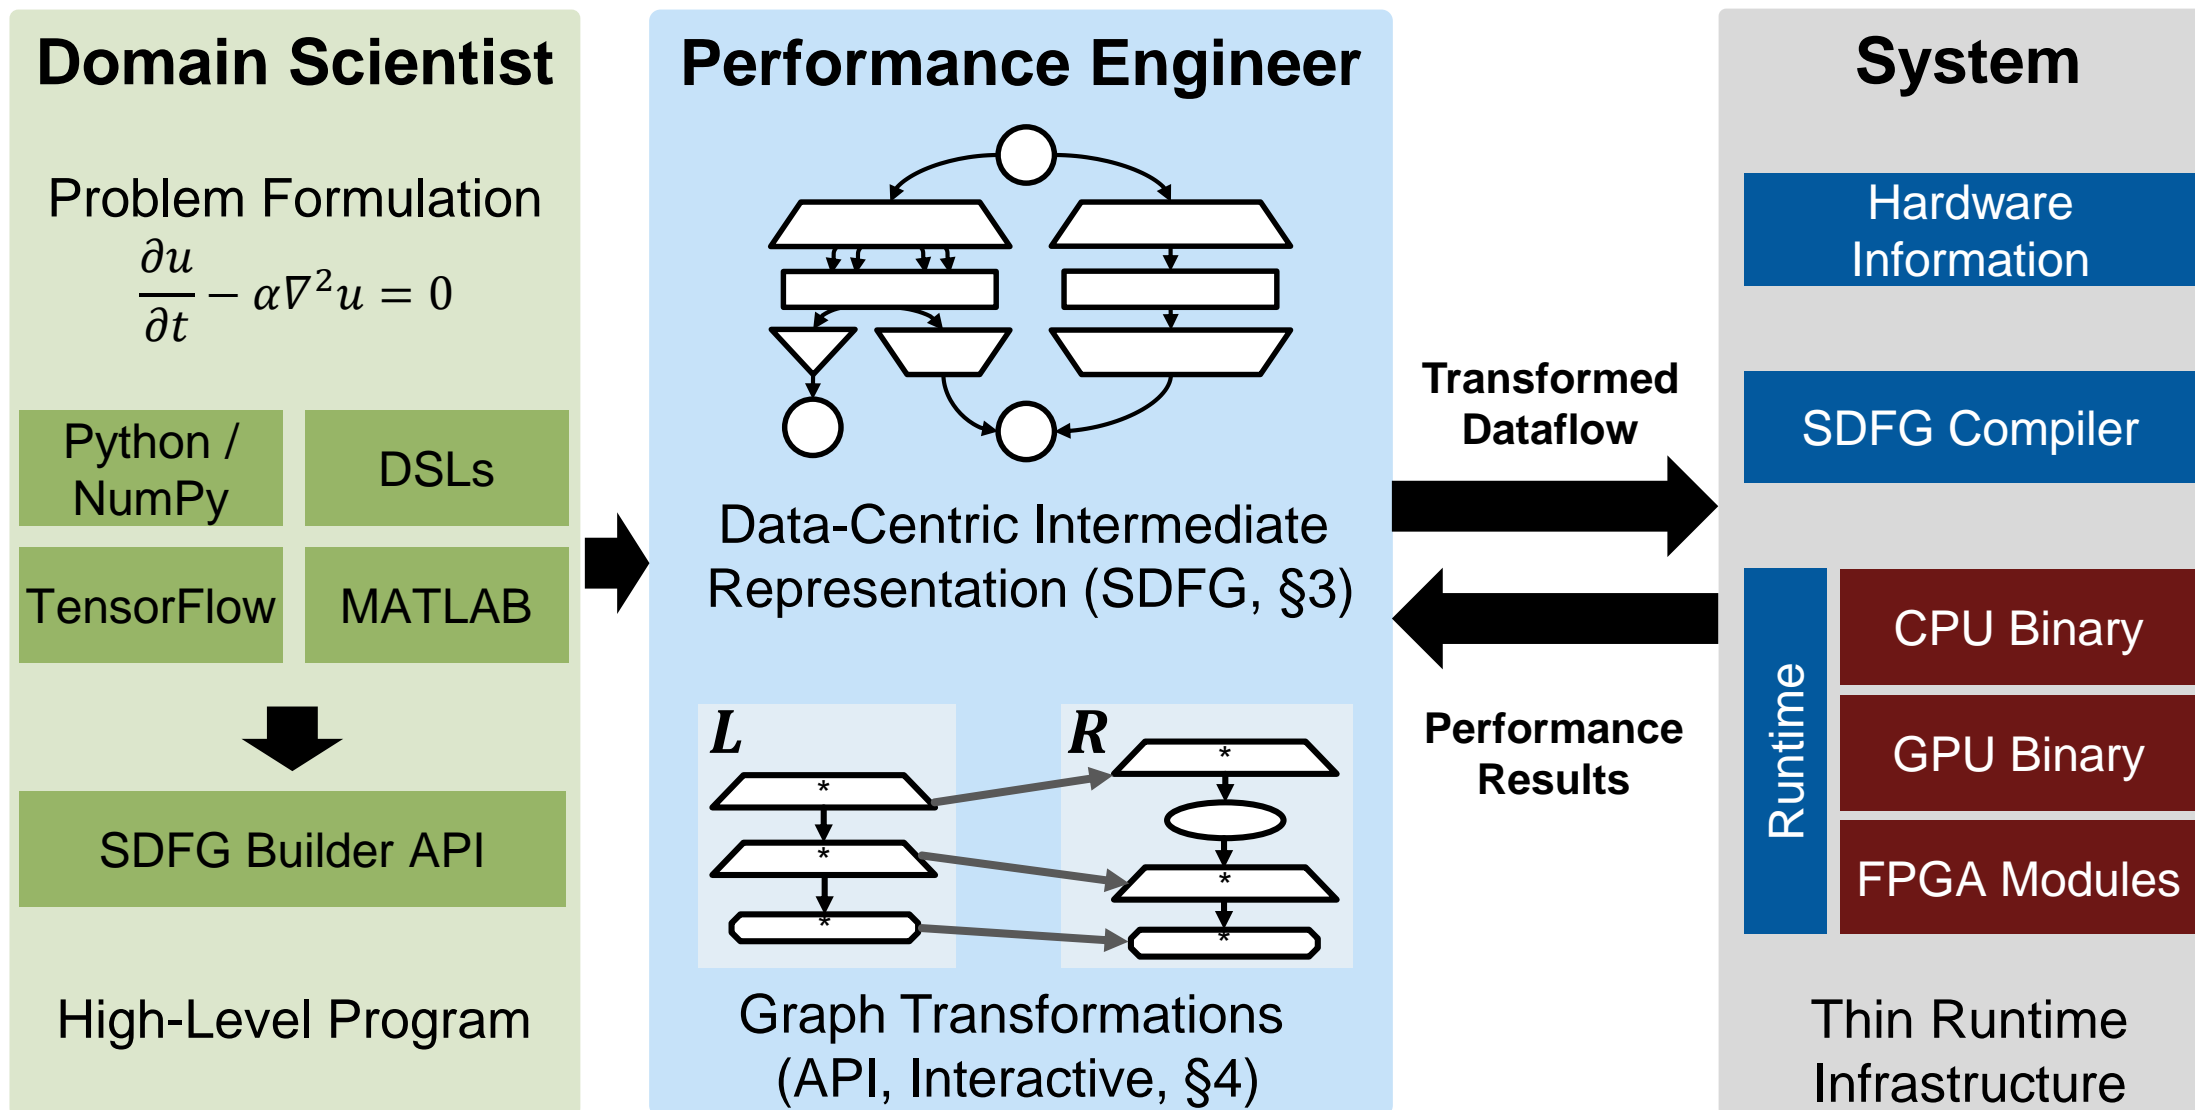 Domain Scientist
Problem Formulation
∂u/∂t − α∇²u = 0
Python /
NumPy
DSLs
TensorFlow
MATLAB
SDFG Builder API
High-Level Program
Performance Engineer
Data-Centric Intermediate
Representation (SDFG, §3)
L
*
*
*
R
*
*
*
Graph Transformations
(API, Interactive, §4)
Transformed
Dataflow
Performance
Results
System
Hardware
Information
SDFG Compiler
Runtime
CPU Binary
GPU Binary
FPGA Modules
Thin Runtime
Infrastructure